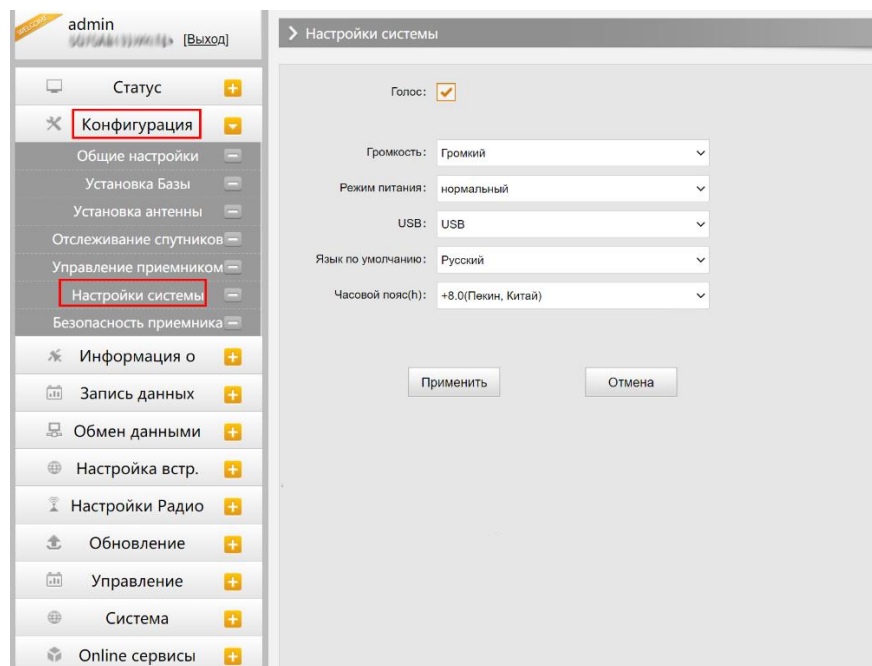 WELCOME
admin
[Выход]
Статус
Конфигурация
Общие настройки
Установка Базы
Установка антенны
Отслеживание спутников
Управление приемником
Настройки системы
Безопасность приемника
Информация о
Запись данных
Обмен данными
Настройка встр.
Настройки Радио
Обновление
Управление
Система
Online сервисы
Настройки системы
Голос:
Громкость: Громкий
Режим питания: нормальный
USB: USB
Язык по умолчанию: Русский
Часовой пояс(h): +8.0(Пекин, Китай)
Применить Отмена